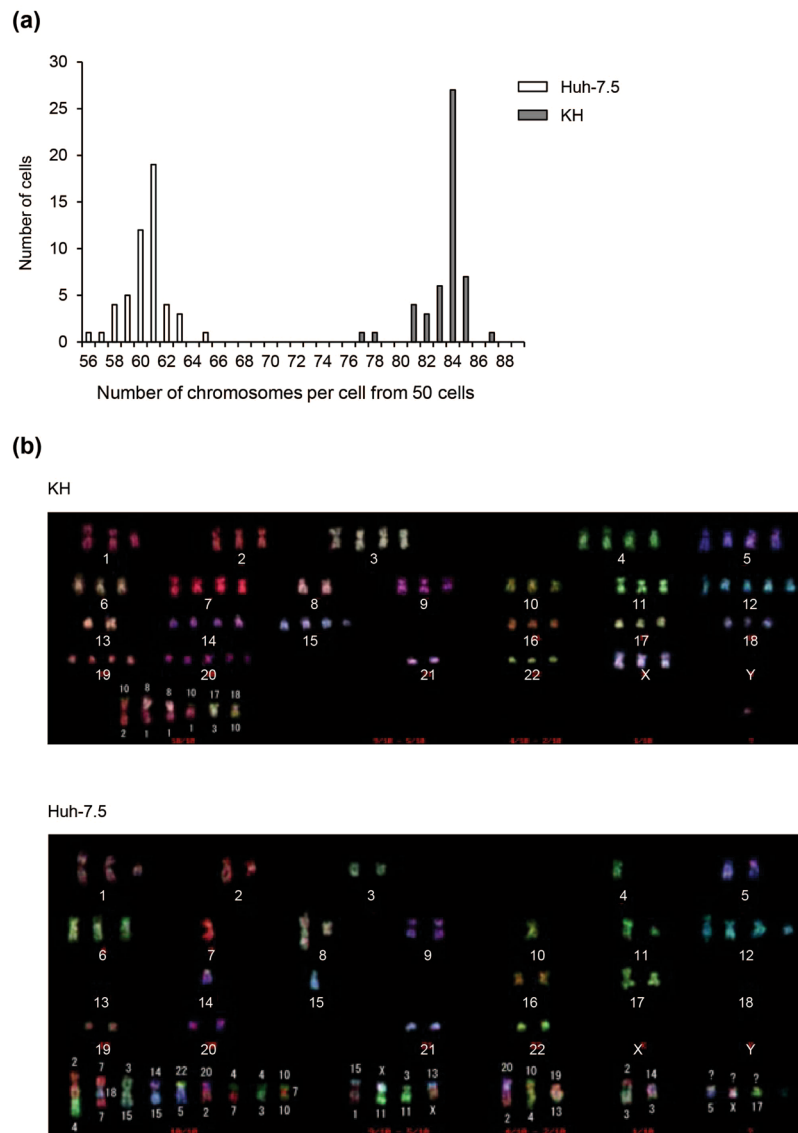 (a)
30
25
20
15
10
5
0
Number of cells
Huh-7.5
KH
56 58 60 62 64 66 68 70 72 74 76 78 80 82 84 86 88
Number of chromosomes per cell from 50 cells
(b)
KH
1 2 3 4 5
6 7 8 9 10 11 12
13 14 15 16 17 18
19 20 21 22 X Y
10 8 8 10 17 18
2 1 1 1 3 10
10/10
1/10
?
Huh-7.5
1 2 3 4 5
6 7 8 9 10 11 12
13 14 15 16 17 18
19 20 21 22 X Y
2 7 3 14 22 20 4 4 10 15 X 3 13 20 10 19 2 14 ? ? ?
18 7
4 7 15 15 5 2 7 3 10 1 11 11 X 2 4 13 3 3 5 X 17
10/10
?